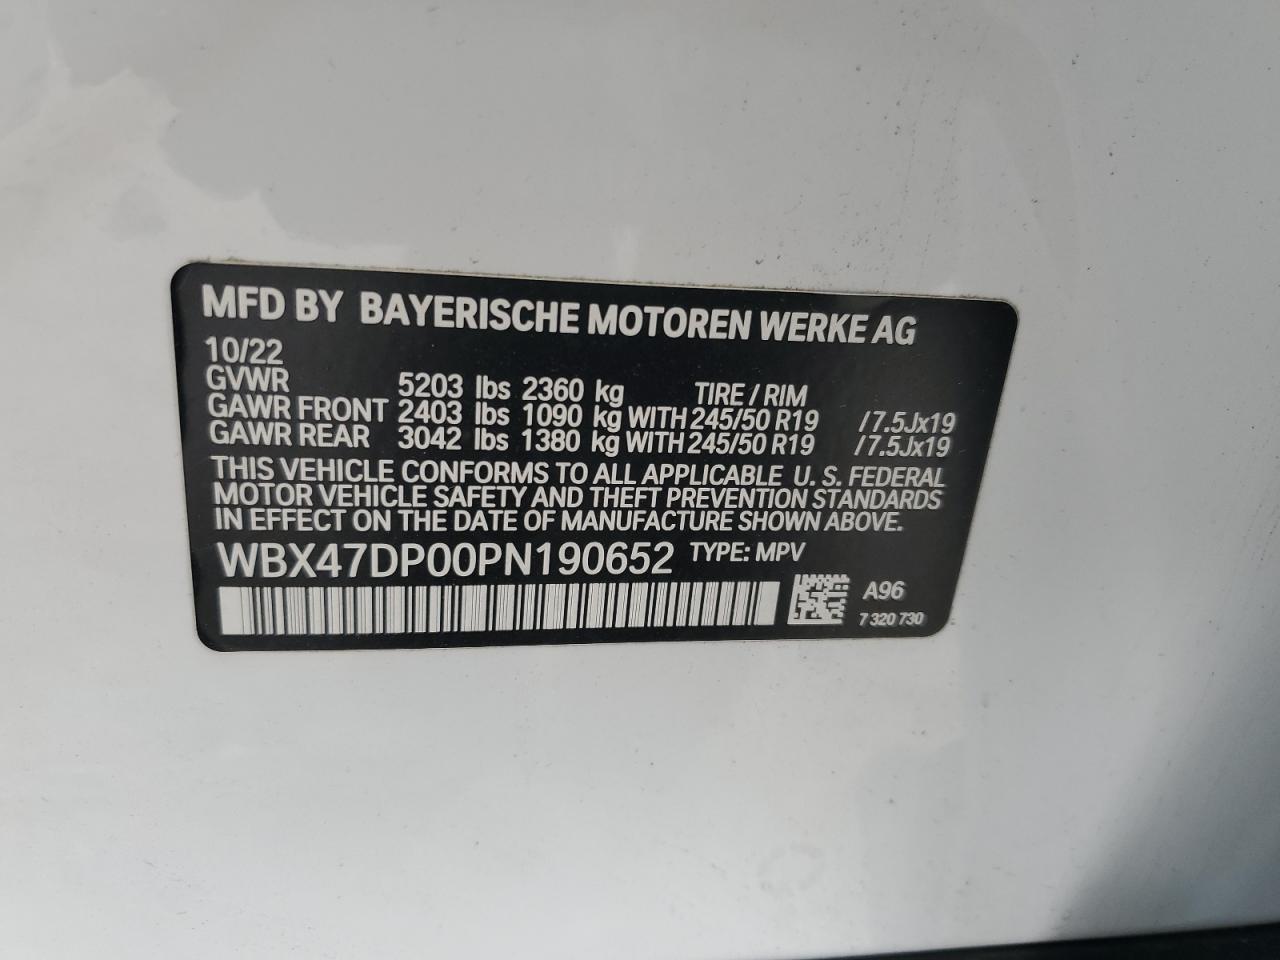 MFD BY BAYERISCHE MOTOREN WERKE AG
10/22
GVWR 5203 lbs 2360 kg TIRE / RIM
GAWR FRONT 2403 lbs 1090 kg WITH 245/50 R19 /7.5Jx19
GAWR REAR 3042 lbs 1380 kg WITH 245/50 R19 /7.5Jx19
THIS VEHICLE CONFORMS TO ALL APPLICABLE U. S. FEDERAL
MOTOR VEHICLE SAFETY AND THEFT PREVENTION STANDARDS
IN EFFECT ON THE DATE OF MANUFACTURE SHOWN ABOVE.
WBX47DP00PN190652 TYPE: MPV
A96
7 320 730